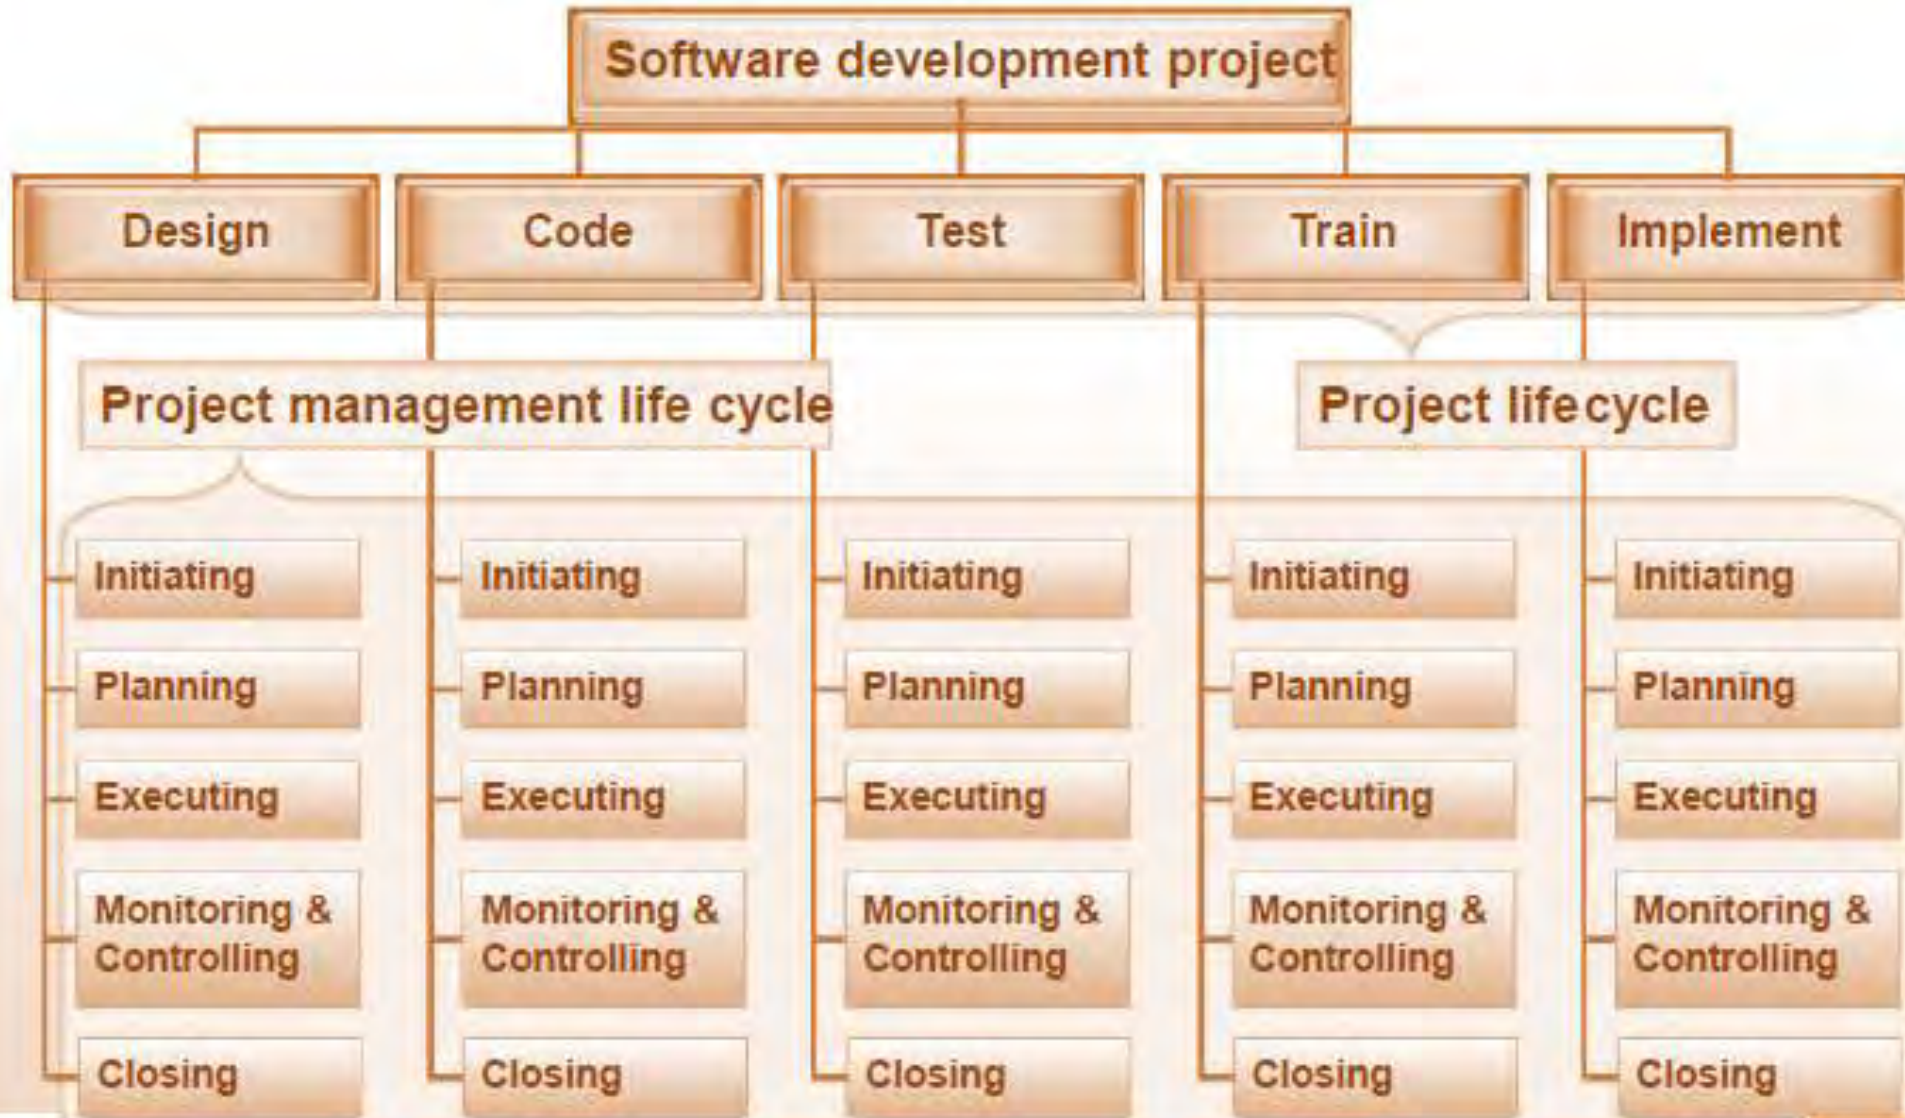 Software development project
Design
Code
Test
Train
Implement
Project management life cycle
Project lifecycle
Initiating
Initiating
Initiating
Initiating
Initiating
Planning
Planning
Planning
Planning
Planning
Executing
Executing
Executing
Executing
Executing
Monitoring &
Controlling
Monitoring &
Controlling
Monitoring &
Controlling
Monitoring &
Controlling
Monitoring &
Controlling
Closing
Closing
Closing
Closing
Closing